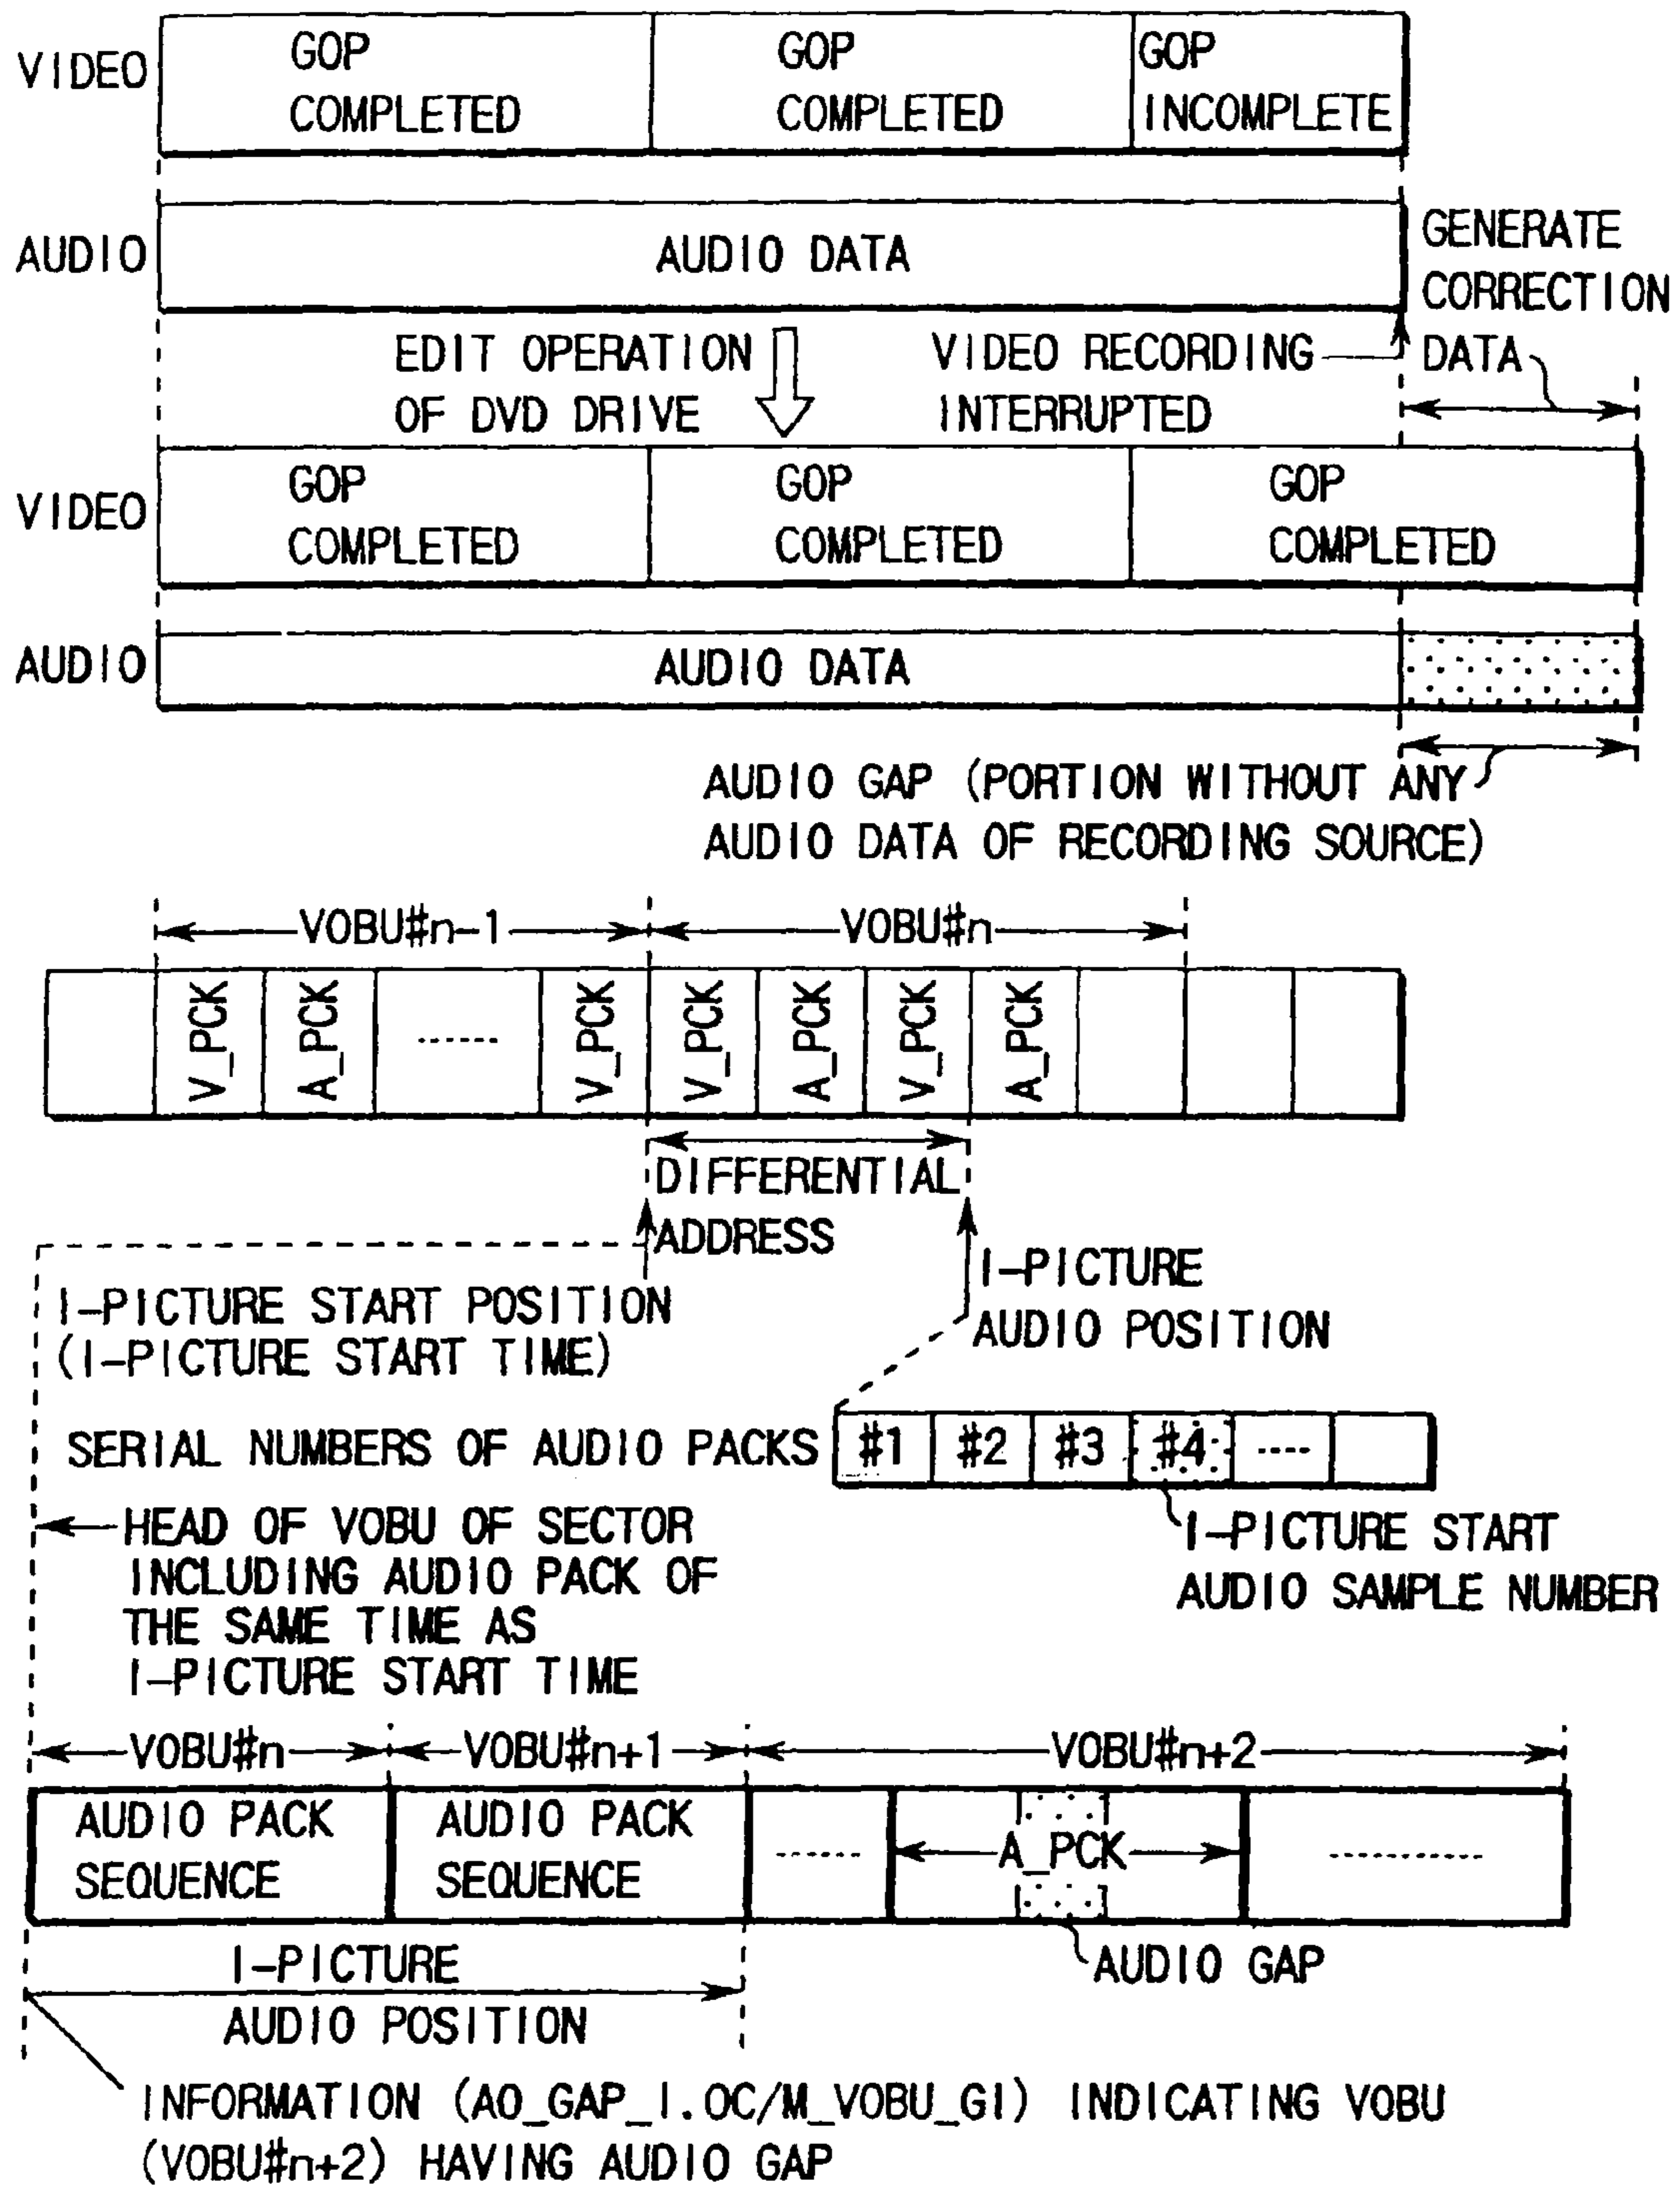 VIDEO
GOP
COMPLETED
GOP
COMPLETED
GOP
INCOMPLETE
AUDIO
AUDIO DATA
GENERATE
CORRECTION
DATA
EDIT OPERATION
OF DVD DRIVE
VIDEO RECORDING
INTERRUPTED
VIDEO
GOP
COMPLETED
GOP
COMPLETED
GOP
COMPLETED
AUDIO
AUDIO DATA
AUDIO GAP (PORTION WITHOUT ANY
AUDIO DATA OF RECORDING SOURCE)
VOBU#n-1
VOBU#n
V_PCK
A_PCK
V_PCK
V_PCK
A_PCK
V_PCK
A_PCK
DIFFERENTIAL
ADDRESS
I-PICTURE START POSITION
(I-PICTURE START TIME)
I-PICTURE
AUDIO POSITION
SERIAL NUMBERS OF AUDIO PACKS
#1
#2
#3
#4
I-PICTURE START
AUDIO SAMPLE NUMBER
HEAD OF VOBU OF SECTOR
INCLUDING AUDIO PACK OF
THE SAME TIME AS
I-PICTURE START TIME
VOBU#n
VOBU#n+1
VOBU#n+2
AUDIO PACK
SEQUENCE
AUDIO PACK
SEQUENCE
A_PCK
AUDIO GAP
I-PICTURE
AUDIO POSITION
INFORMATION (A0_GAP_I.OC/M_VOBU_GI) INDICATING VOBU
(VOBU#n+2) HAVING AUDIO GAP